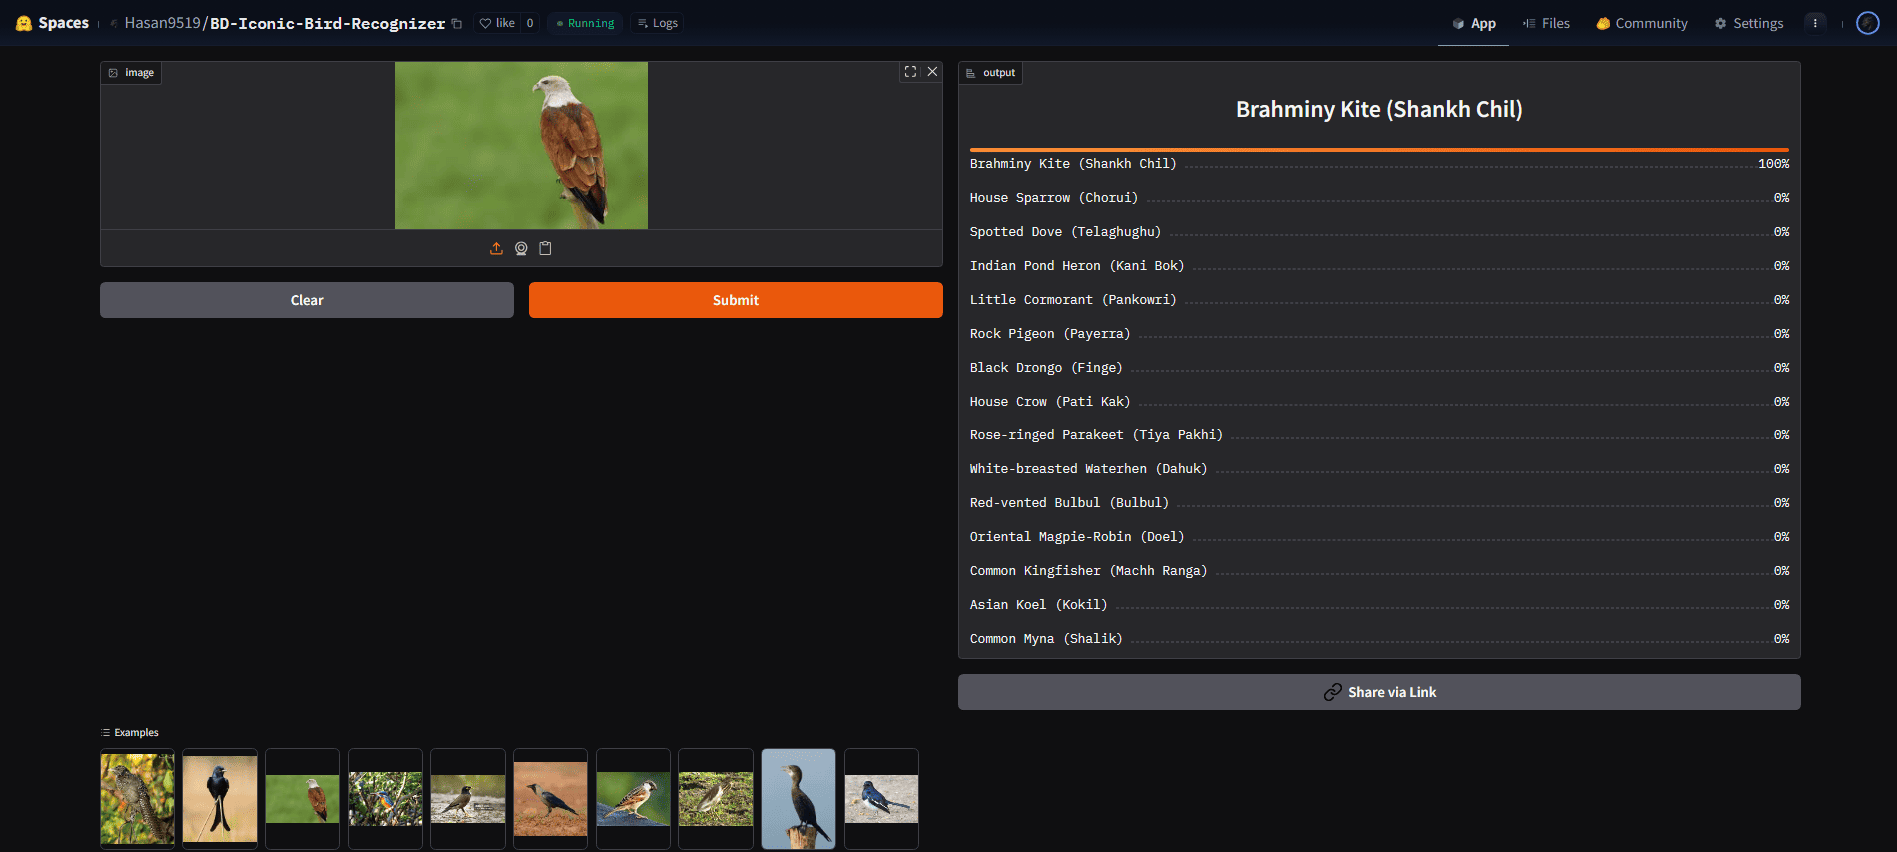 Spaces Hasan9519/BD-Iconic-Bird-Recognizer like 0 Running Logs App Files Community Settings
image
output
Brahminy Kite (Shankh Chil)
Brahminy Kite (Shankh Chil) 100%
House Sparrow (Chorui) 0%
Spotted Dove (Telaghughu) 0%
Indian Pond Heron (Kani Bok) 0%
Little Cormorant (Pankowri) 0%
Rock Pigeon (Payerra) 0%
Black Drongo (Finge) 0%
House Crow (Pati Kak) 0%
Rose-ringed Parakeet (Tiya Pakhi) 0%
White-breasted Waterhen (Dahuk) 0%
Red-vented Bulbul (Bulbul) 0%
Oriental Magpie-Robin (Doel) 0%
Common Kingfisher (Machh Ranga) 0%
Asian Koel (Kokil) 0%
Common Myna (Shalik) 0%
Clear
Submit
Share via Link
Examples